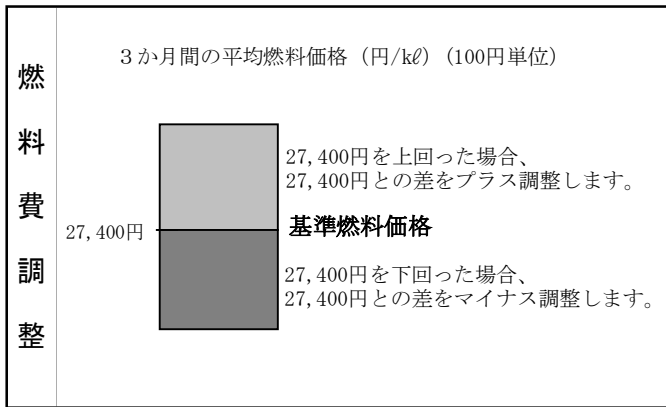 燃料費調整
３か月間の平均燃料価格（円/kℓ）（100円単位）
27,400円を上回った場合、
27,400円との差をプラス調整します。
27,400円
基準燃料価格
27,400円を下回った場合、
27,400円との差をマイナス調整します。